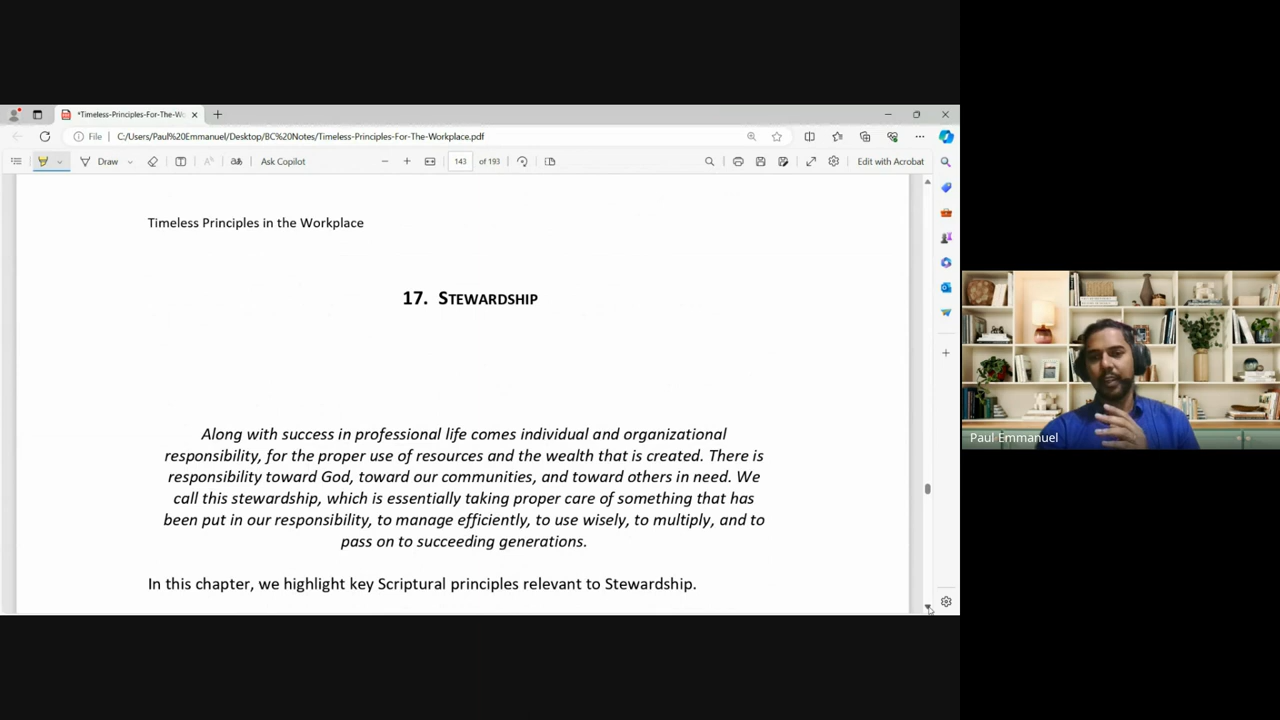 *Timeless-Principles-For-The-Wo
File
C:/Users/Paul%20Emmanuel/Desktop/BC%20Notes/Timeless-Principles-For-The-Workplace.pdf
Draw
Ask Copilot
143 of 193
Edit with Acrobat
Timeless Principles in the Workplace
17. STEWARDSHIP
Along with success in professional life comes individual and organizational
responsibility, for the proper use of resources and the wealth that is created. There is
responsibility toward God, toward our communities, and toward others in need. We
call this stewardship, which is essentially taking proper care of something that has
been put in our responsibility, to manage efficiently, to use wisely, to multiply, and to
pass on to succeeding generations.
In this chapter, we highlight key Scriptural principles relevant to Stewardship.
Paul Emmanuel